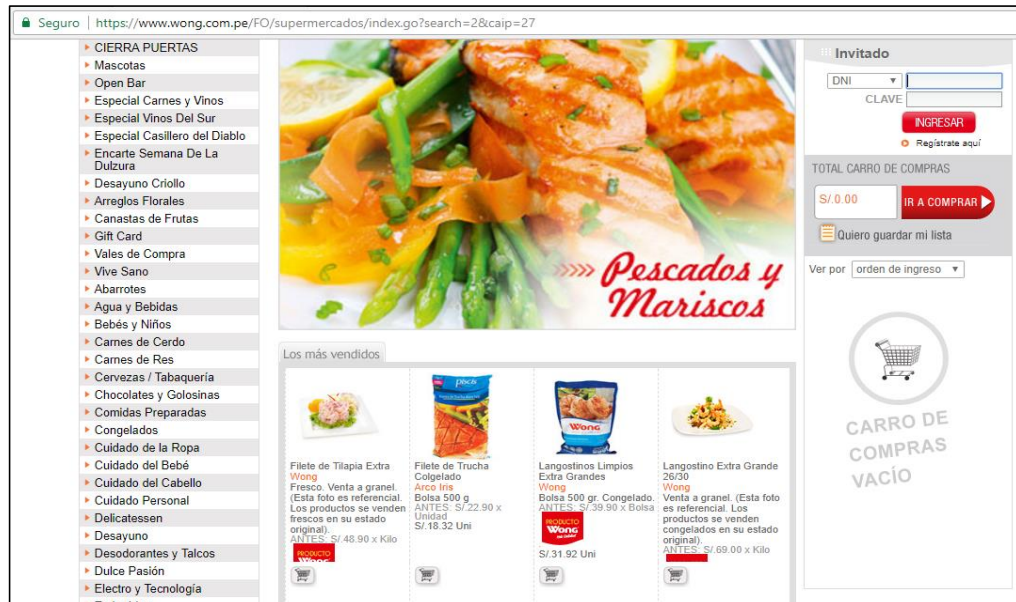 Seguro | https://www.wong.com.pe/FO/supermercados/index.go?search=2&caip=27
CIERRA PUERTAS
Mascotas
Open Bar
Especial Carnes y Vinos
Especial Vinos Del Sur
Especial Casillero del Diablo
Encarte Semana De La
Dulzura
Desayuno Criollo
Arreglos Florales
Canastas de Frutas
Gift Card
Vales de Compra
Vive Sano
Abarrotes
Agua y Bebidas
Bebés y Niños
Carnes de Cerdo
Carnes de Res
Cervezas / Tabaquería
Chocolates y Golosinas
Comidas Preparadas
Congelados
Cuidado de la Ropa
Cuidado del Bebé
Cuidado del Cabello
Cuidado Personal
Delicatessen
Desayuno
Desodorantes y Talcos
Dulce Pasión
Electro y Tecnología
»»» Pescados y
Mariscos
Los más vendidos
Filete de Tilapia Extra
Wong
Fresco. Venta a granel.
(Esta foto es referencial.
Los productos se venden
frescos en su estado
original).
ANTES: S/.48.90 x Kilo
PRODUCTO
Wong
piscis
Filete de Trucha
Colgelado
Arco Iris
Bolsa 500 g
ANTES: S/.22.90 x
Unidad
S/.18.32 Uni
WONG
Langostinos Limpios
Extra Grandes
Wong
Bolsa 500 gr. Congelado.
ANTES: S/.39.90 x Bolsa
PRODUCTO
Wong
S/.31.92 Uni
Langostino Extra Grande
26/30
Wong
Venta a granel. (Esta foto
es referencial. Los
productos se venden
congelados en su estado
original).
ANTES: S/.69.00 x Kilo
Invitado
DNI
CLAVE
INGRESAR
Regístrate aquí
TOTAL CARRO DE COMPRAS
S/.0.00
IR A COMPRAR
Quiero guardar mi lista
Ver por orden de ingreso
CARRO DE
COMPRAS
VACÍO